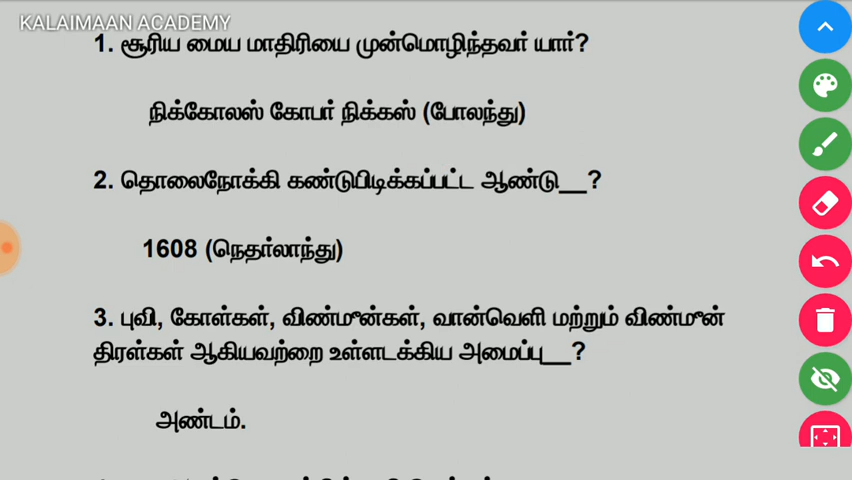 KALAIMAAN ACADEMY
1. சூரிய மைய மாதிரியை முன்மொழிந்தவர் யார்?
நிக்கோலஸ் கோபர் நிக்கஸ் (போலந்து)
2. தொலைநோக்கி கண்டுபிடிக்கப்பட்ட ஆண்டு__?
1608 (நெதர்லாந்து)
3. புவி, கோள்கள், விண்மூன்கள், வான்வெளி மற்றும் விண்மூன்
திரள்கள் ஆகியவற்றை உள்ளடக்கிய அமைப்பு__?
அண்டம்.